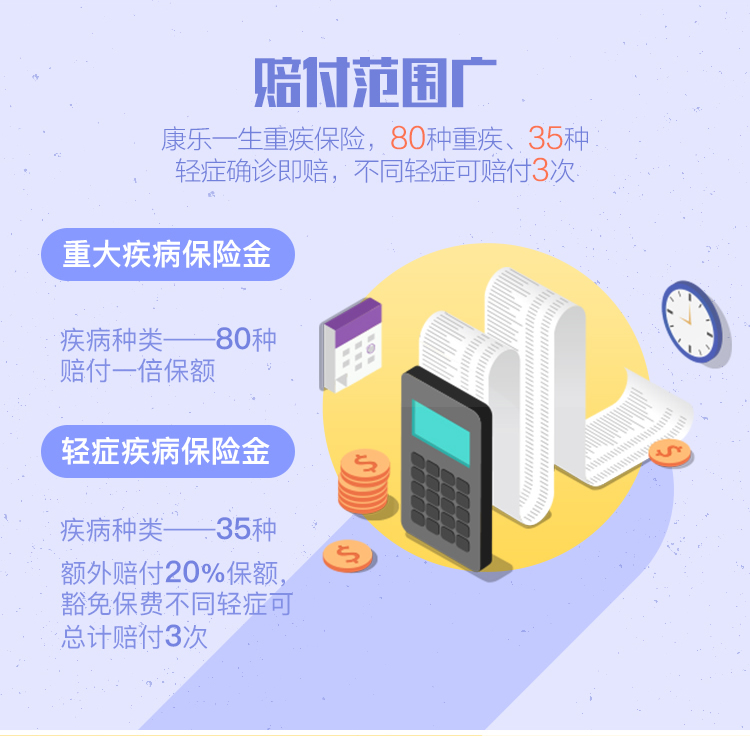 赔付范围广
康乐一生重疾保险，80种重疾、35种
轻症确诊即赔，不同轻症可赔付3次
重大疾病保险金
疾病种类——80种
赔付一倍保额
轻症疾病保险金
疾病种类——35种
额外赔付20%保额，
豁免保费不同轻症可
总计赔付3次